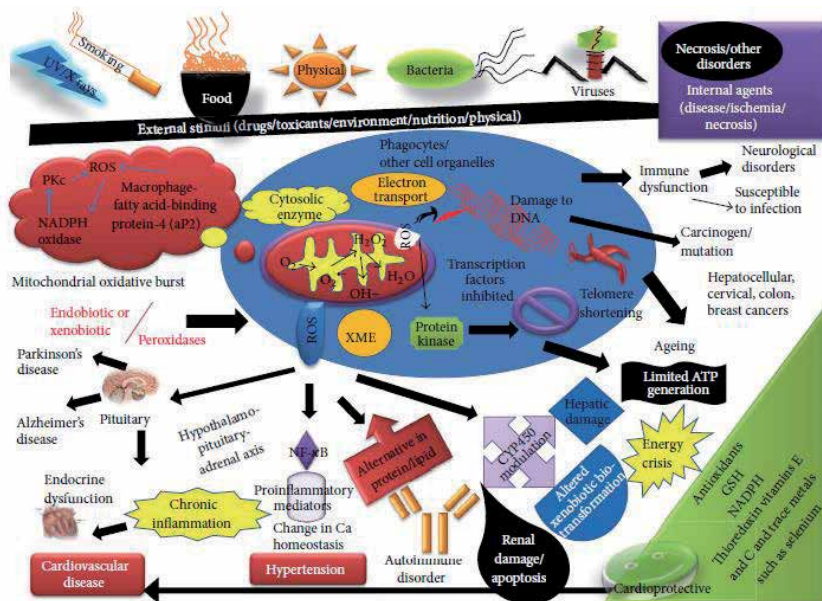 UV/X-rays
Smoking
Food
Physical
Bacteria
Viruses
Necrosis/other
disorders
Internal agents
(disease/ischemia/
necrosis)
External stimuli (drugs/toxicants/environment/nutrition/physical)
ROS
PKc
Macrophage-
fatty acid-binding
protein-4 (aP2)
NADPH
oxidase
Mitochondrial oxidative burst
Phagocytes/
other cell organelles
Cytosolic
enzyme
Electron
transport
Damage to
DNA
ROS
H2O2
O2
O2•−
H2O
OH−
Transcription
factors
inhibited
Telomere
shortening
Protein
kinase
ROS
XME
Immune
dysfunction
Neurological
disorders
Susceptible
to infection
Carcinogen/
mutation
Hepatocellular,
cervical, colon,
breast cancers
Ageing
Limited ATP
generation
Endobiotic or
xenobiotic
Peroxidases
Parkinson's
disease
Alzheimer's
disease
Pituitary
Hypothalamo-
pituitary-
adrenal axis
Endocrine
dysfunction
Chronic
inflammation
Cardiovascular
disease
NF-κB
Proinflammatory
mediators
Change in Ca
homeostasis
Hypertension
Alternative in
protein/lipid
Autoimmune
disorder
CYP450
modulation
Hepatic
damage
Altered
xenobiotic bio-
transformation
Renal
damage/
apoptosis
Energy
crisis
Antioxidants
GSH
NADPH
Thioredoxin vitamins E
and C and trace metals
such as selenium
Cardioprotective